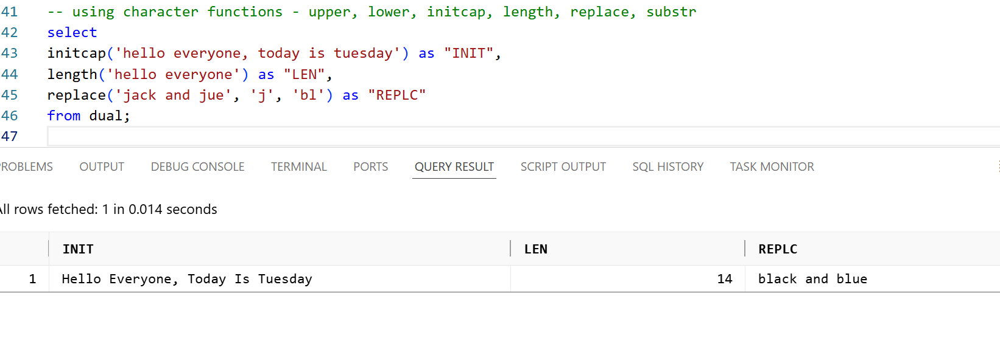 41 -- using character functions - upper, lower, initcap, length, replace, substr
42 select
43 initcap('hello everyone, today is tuesday') as "INIT",
44 length('hello everyone') as "LEN",
45 replace('jack and jue', 'j', 'bl') as "REPLC"
46 from dual;
47
ROBLEMS OUTPUT DEBUG CONSOLE TERMINAL PORTS QUERY RESULT SCRIPT OUTPUT SQL HISTORY TASK MONITOR
All rows fetched: 1 in 0.014 seconds
INIT LEN REPLC
1 Hello Everyone, Today Is Tuesday 14 black and blue